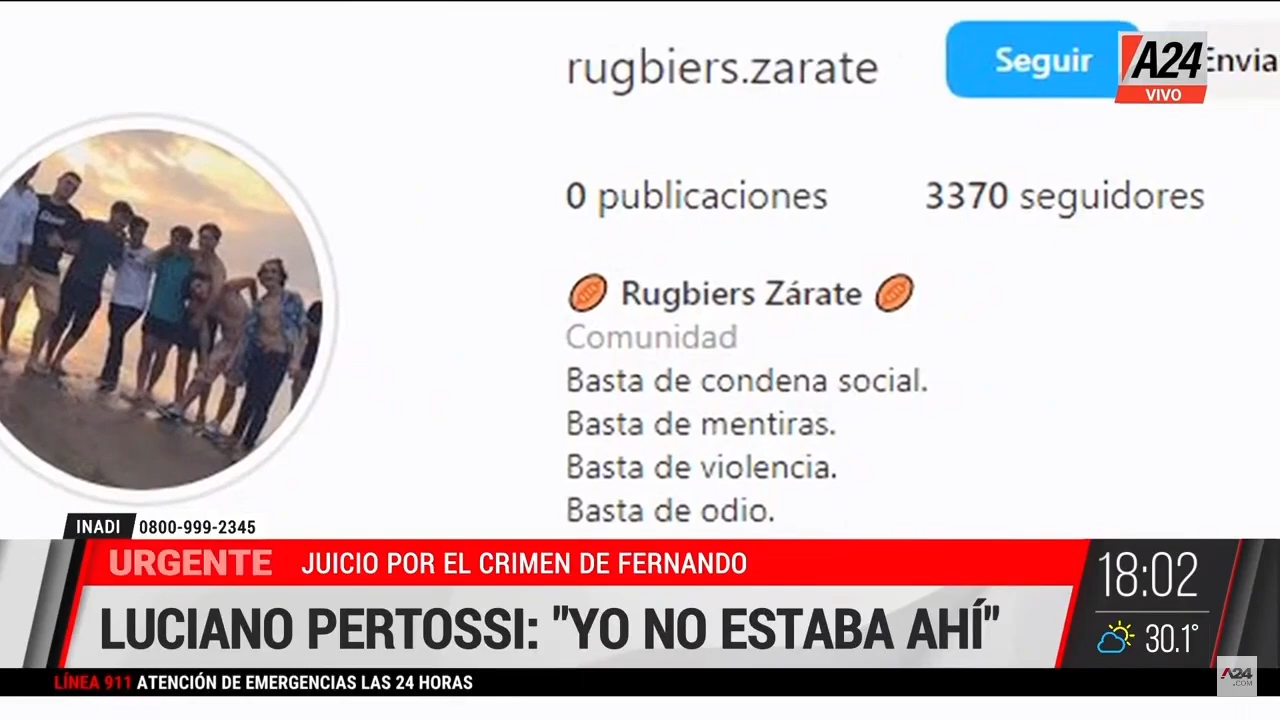 rugbiers.zarate
Seguir
Envia
A24
VIVO
0 publicaciones
3370 seguidores
🏉 Rugbiers Zárate 🏉
Comunidad
Basta de condena social.
Basta de mentiras.
Basta de violencia.
Basta de odio.
INADI 0800-999-2345
URGENTE JUICIO POR EL CRIMEN DE FERNANDO
LUCIANO PERTOSSI: "YO NO ESTABA AHÍ"
18:02
30.1°
LÍNEA 911 ATENCIÓN DE EMERGENCIAS LAS 24 HORAS
A24
.COM